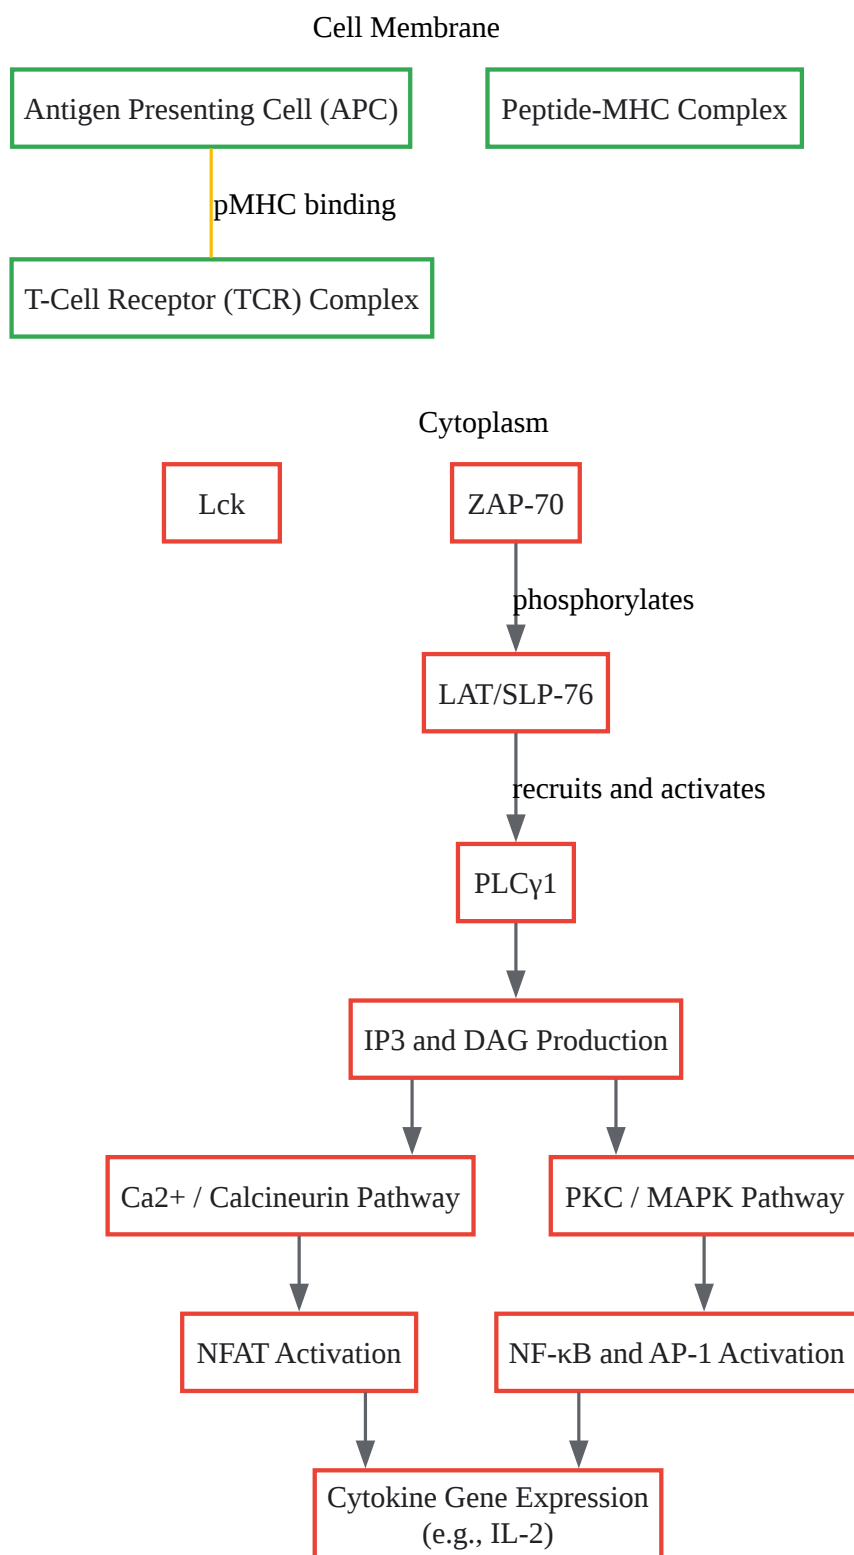 Cell Membrane
Antigen Presenting Cell (APC)
Peptide-MHC Complex
pMHC binding
T-Cell Receptor (TCR) Complex
Cytoplasm
Lck
ZAP-70
phosphorylates
LAT/SLP-76
recruits and activates
PLCγ1
IP3 and DAG Production
Ca2+ / Calcineurin Pathway
PKC / MAPK Pathway
NFAT Activation
NF-κB and AP-1 Activation
Cytokine Gene Expression
(e.g., IL-2)